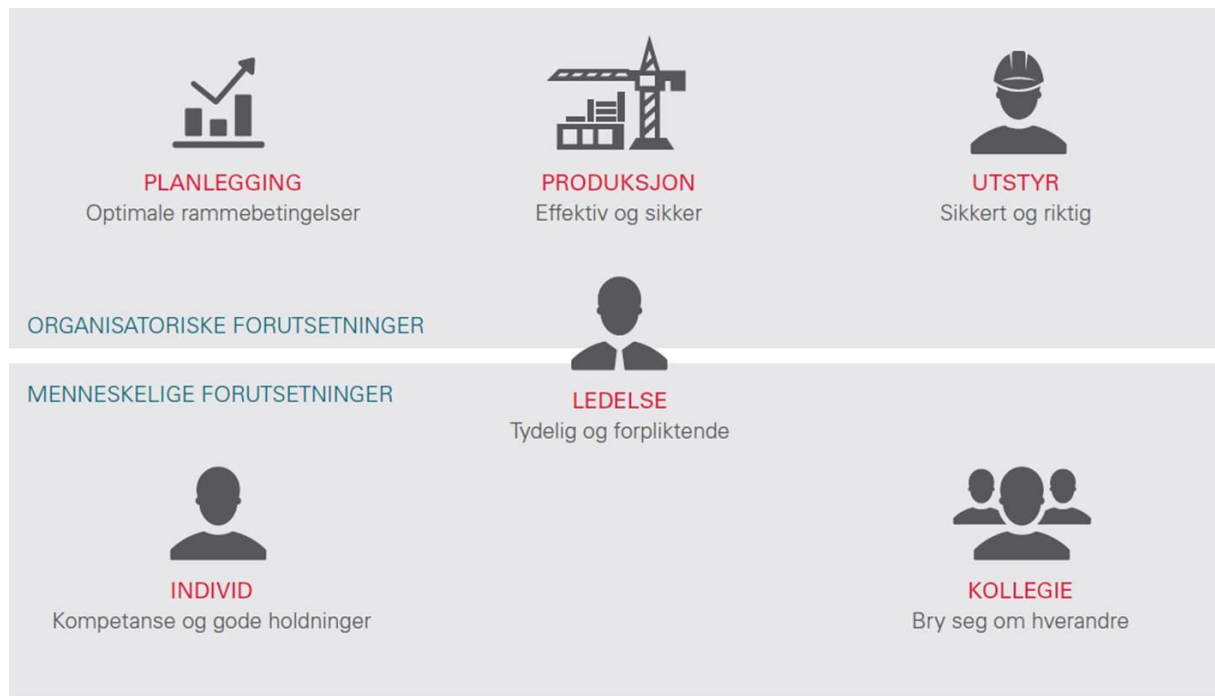 PLANLEGGING
Optimale rammebetingelser
PRODUKSJON
Effektiv og sikker
UTSTYR
Sikkert og riktig
ORGANISATORISKE FORUTSETNINGER
MENNESKELIGE FORUTSETNINGER
LEDELSE
Tydelig og forpliktende
INDIVID
Kompetanse og gode holdninger
KOLLEGIE
Bry seg om hverandre